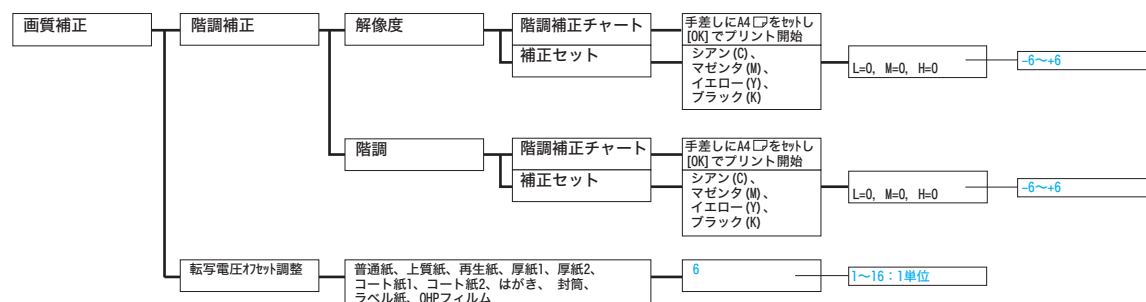 画質補正
階調補正
解像度
階調補正チャート
手差しにA4をセットし
[OK]でプリント開始
補正セット
シアン(C)、
マゼンタ(M)、
イエロー(Y)、
ブラック(K)
L=0, M=0, H=0
-6～+6
階調
階調補正チャート
手差しにA4をセットし
[OK]でプリント開始
補正セット
シアン(C)、
マゼンタ(M)、
イエロー(Y)、
ブラック(K)
L=0, M=0, H=0
-6～+6
転写電圧オフセット調整
普通紙、上質紙、再生紙、厚紙1、厚紙2、
コート紙1、コート紙2、はがき、 封筒、
ラベル紙、OHPフィルム
6
1～16：1単位